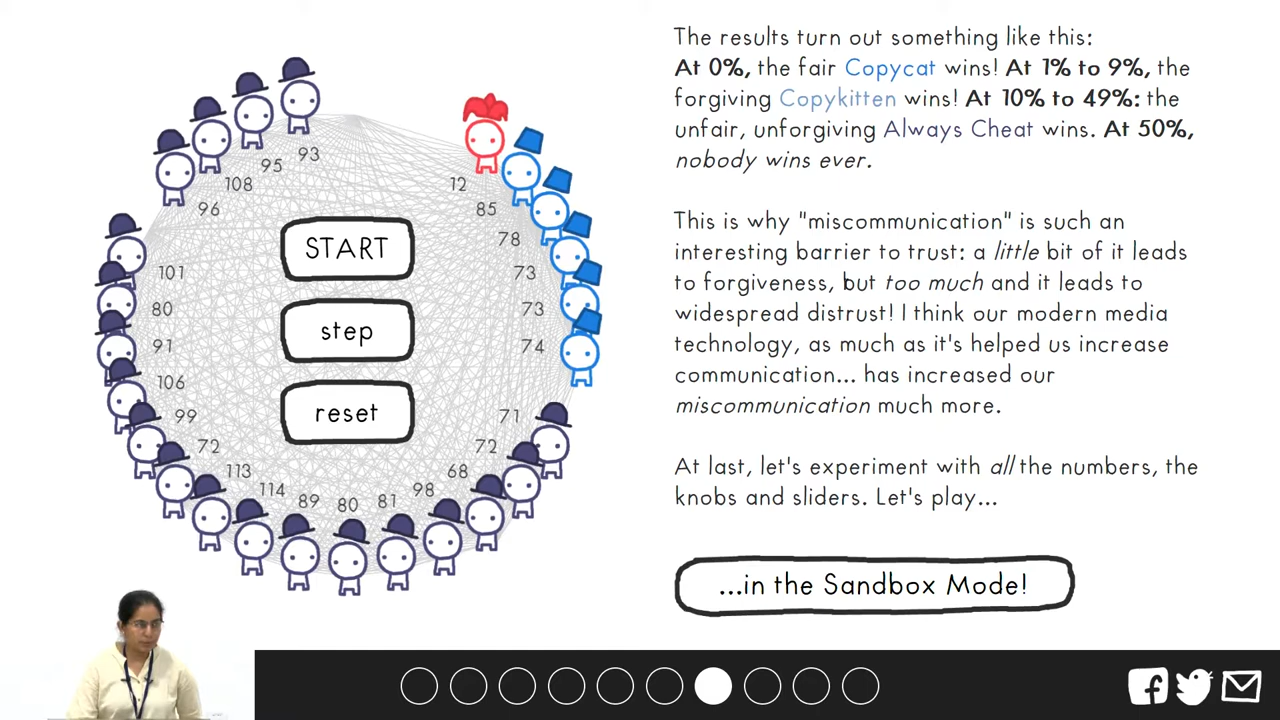 The results turn out something like this:
At 0%, the fair Copycat wins! At 1% to 9%, the
forgiving Copykitten wins! At 10% to 49%: the
unfair, unforgiving Always Cheat wins. At 50%,
nobody wins ever.
This is why "miscommunication" is such an
interesting barrier to trust: a little bit of it leads
to forgiveness, but too much and it leads to
widespread distrust! I think our modern media
technology, as much as it's helped us increase
communication... has increased our
miscommunication much more.
At last, let's experiment with all the numbers, the
knobs and sliders. Let's play...
...in the Sandbox Mode!
START
step
reset
93
95
108
96
101
80
91
106
99
72
113
114
89
80
81
98
68
72
71
74
73
73
78
85
12